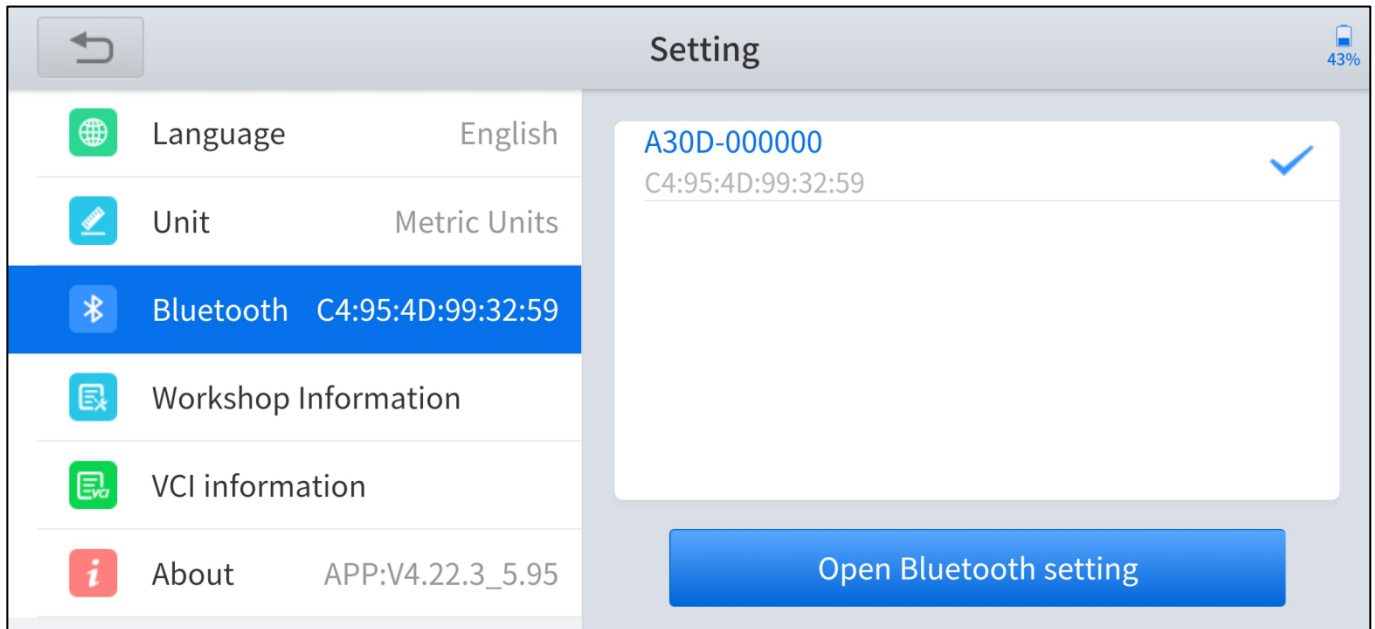 Setting
43%
Language English
Unit Metric Units
Bluetooth C4:95:4D:99:32:59
Workshop Information
VCI information
About APP:V4.22.3_5.95
A30D-000000
C4:95:4D:99:32:59
Open Bluetooth setting